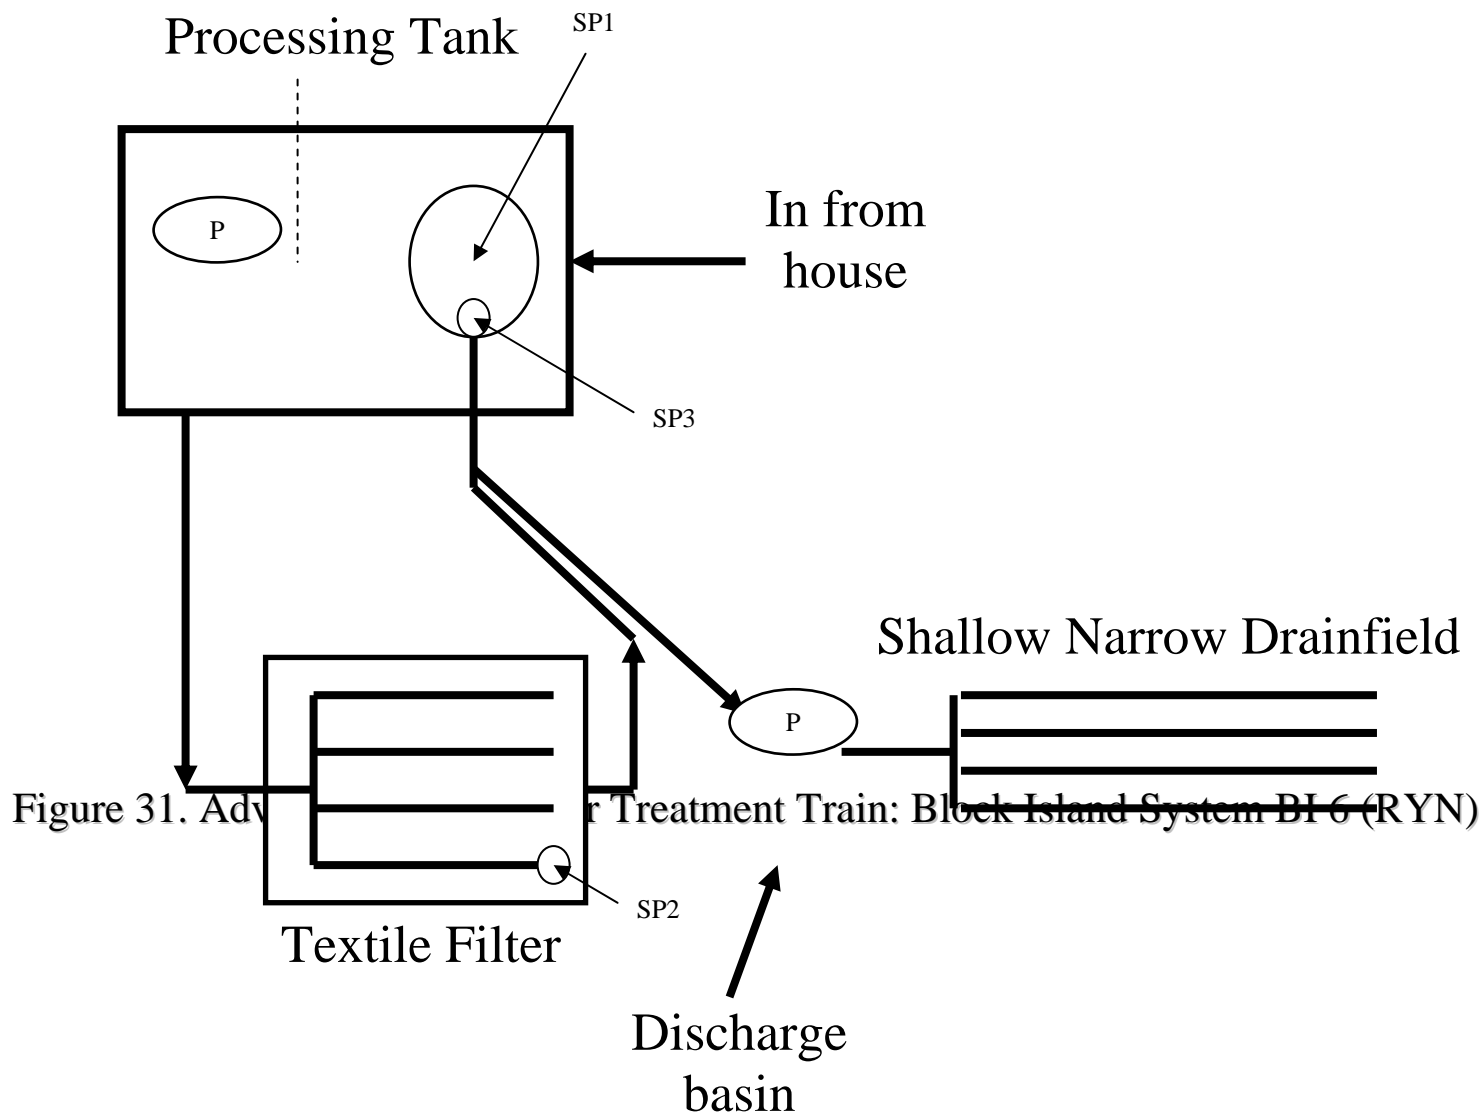 Processing Tank
SP1
P
In from
house
SP3
Shallow Narrow Drainfield
P
Figure 31. Adv r Treatment Train: Block Island System BI 6 (RYN)
SP2
Textile Filter
Discharge
basin